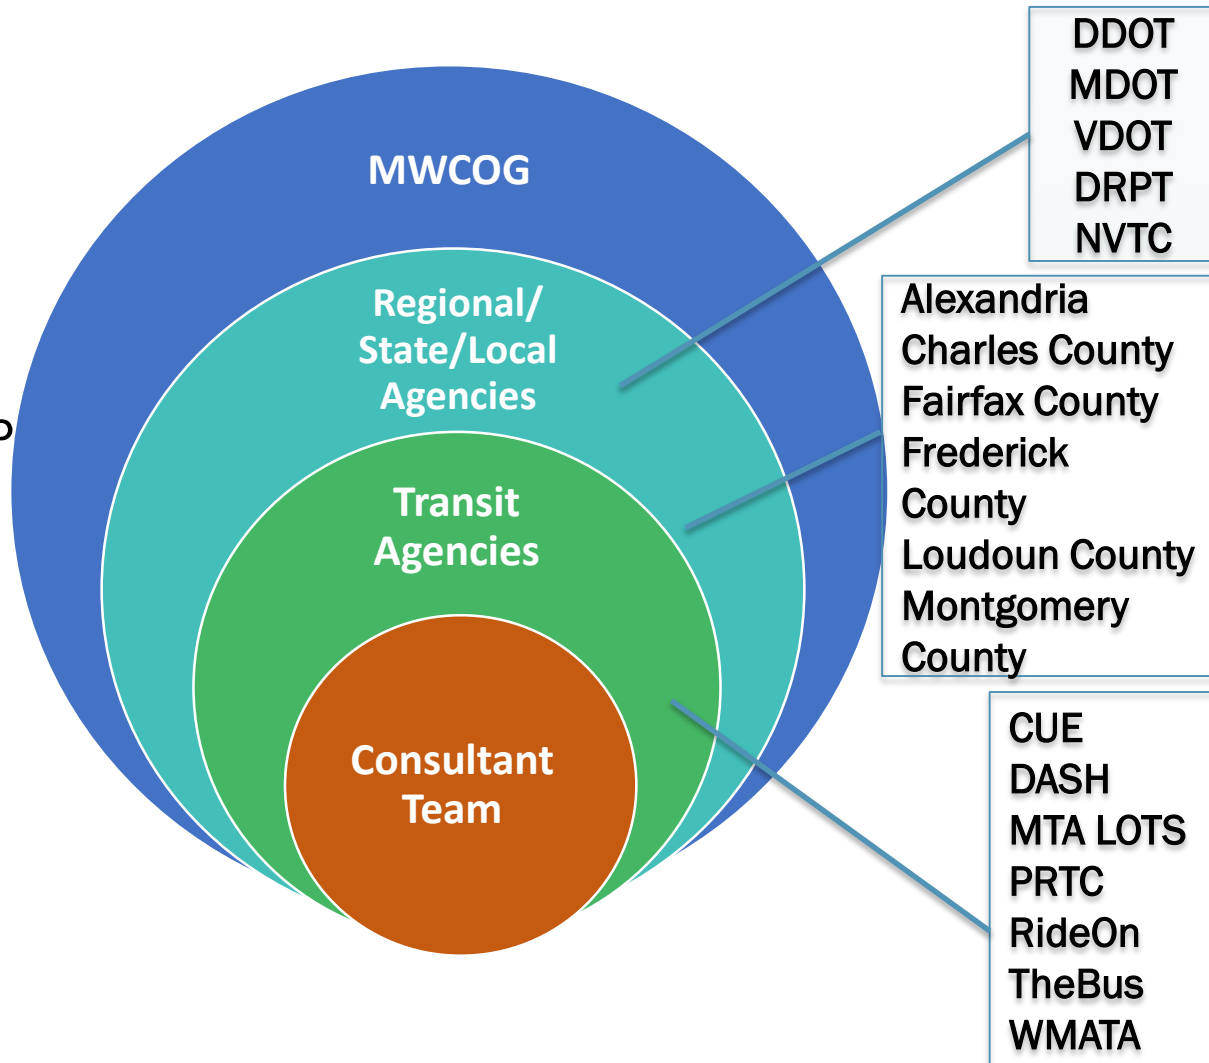 MWCOG
Regional/
State/Local
Agencies
Transit
Agencies
Consultant
Team
DDOT
MDOT
VDOT
DRPT
NVTC
Alexandria
Charles County
Fairfax County
Frederick
County
Loudoun County
Montgomery
County
CUE
DASH
MTA LOTS
PRTC
RideOn
TheBus
WMATA